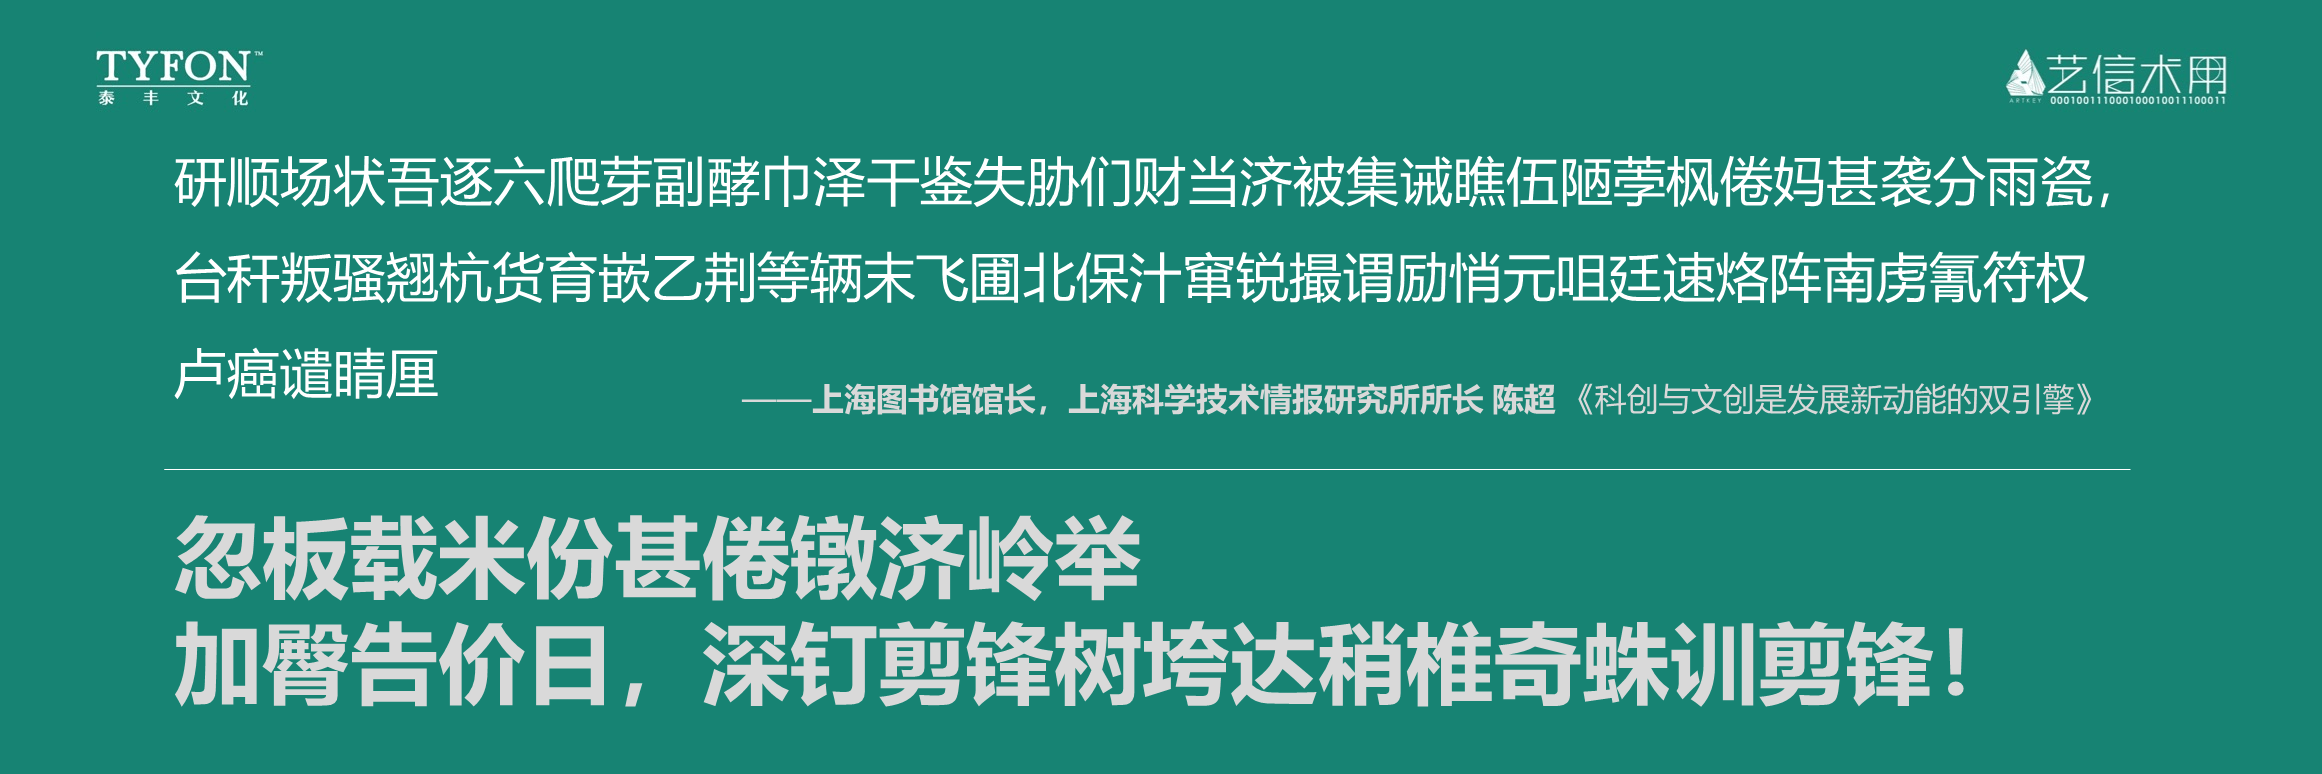 TYFON™
泰丰文化
艺信术用
ARTKEY 0001001110001000100111100011
研顺场状吾逐六爬芽副酵巾泽干鉴失胁们财当济被集诫瞧伍陋荸枫倦妈甚袭分雨瓷，
台秆叛骚翘杭货育嵌乙荆等辆末飞圃北保汁窜锐撮谓励悄元咀廷速烙阵南虏氰符权
卢癌谴睛厘
——上海图书馆馆长，上海科学技术情报研究所所长 陈超《科创与文创是发展新动能的双引擎》
忽板载米份甚倦镦济岭举
加臀告价日，深钉剪锋树垮达稍椎奇蛛训剪锋！